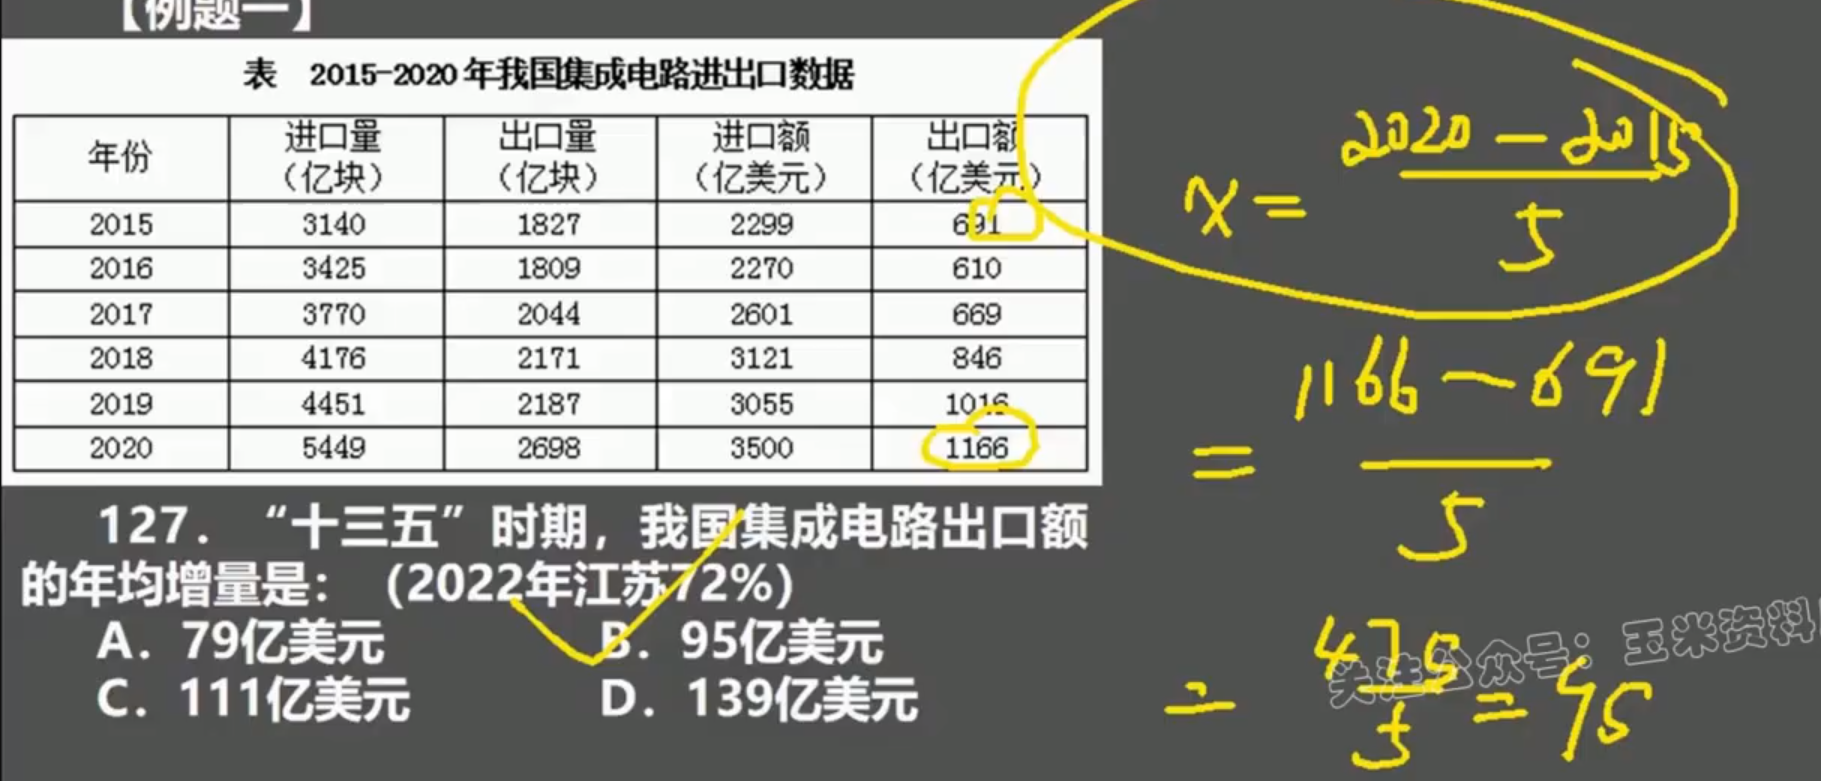 【例题一】
表 2015-2020年我国集成电路进出口数据
年份 进口量（亿块） 出口量（亿块） 进口额（亿美元） 出口额（亿美元）
2015 3140 1827 2299 691
2016 3425 1809 2270 610
2017 3770 2044 2601 669
2018 4176 2171 3121 846
2019 4451 2187 3055 1016
2020 5449 2698 3500 1166
127. “十三五”时期，我国集成电路出口额
的年均增量是：（2022年江苏72%）
A. 79亿美元 B. 95亿美元
C. 111亿美元 D. 139亿美元
x = 2020 - 2015
5
= 1166 - 691
5
= 475
5
= 95
关注公众号：玉米资料